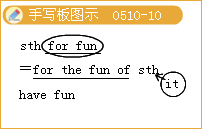 手写板图示 0510-10
sth for fun
=for the fun of sth
it
have fun